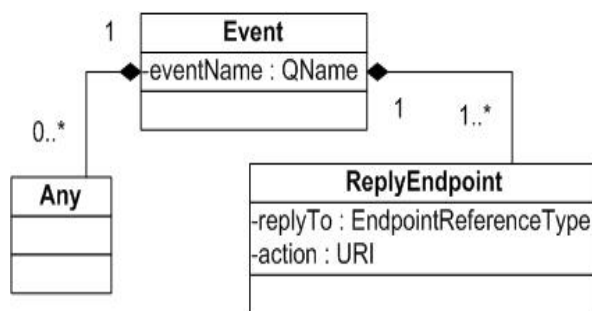 1
Event
-eventName : QName
0..*
1
1..*
Any
ReplyEndpoint
-replyTo : EndpointReferenceType
-action : URI